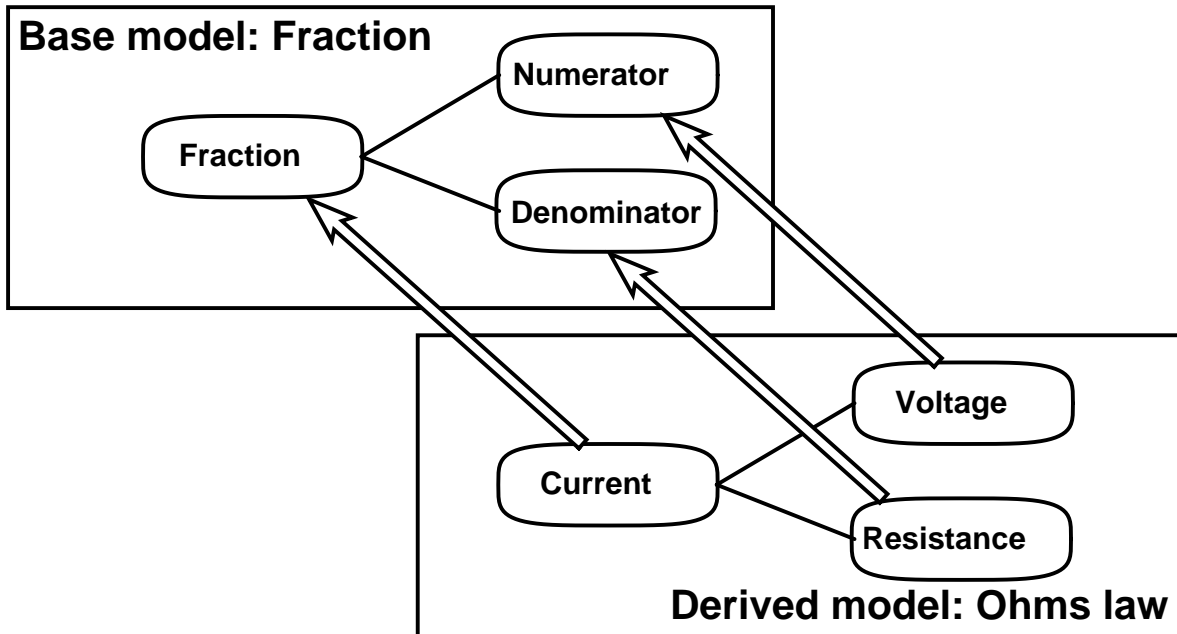 Base model: Fraction
Numerator
Fraction
Denominator
Voltage
Current
Resistance
Derived model: Ohms law